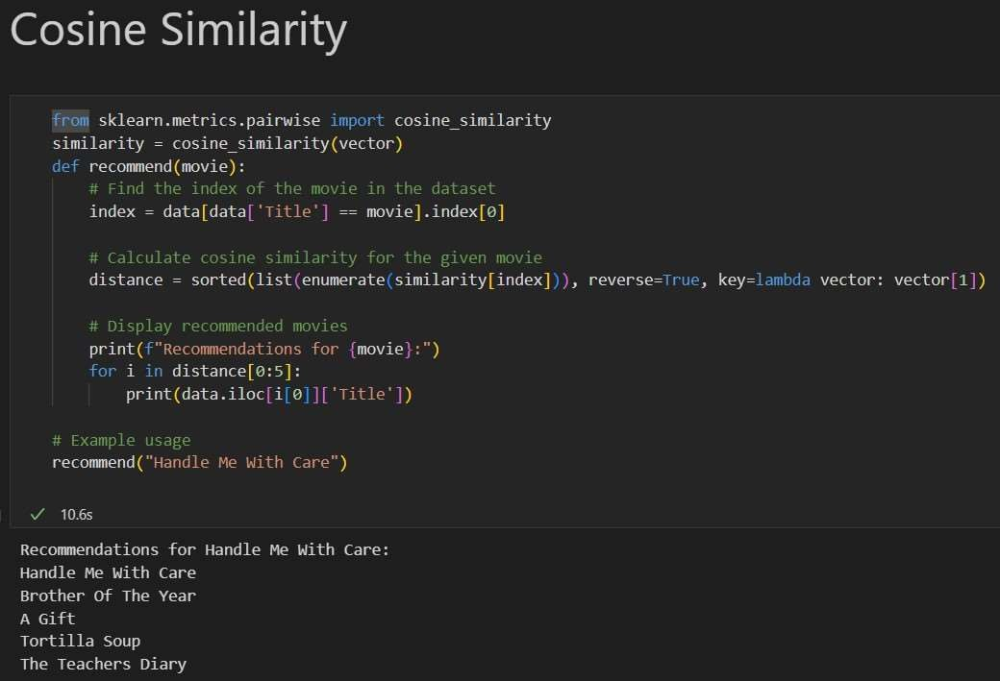 Cosine Similarity
from sklearn.metrics.pairwise import cosine_similarity
similarity = cosine_similarity(vector)
def recommend(movie):
    # Find the index of the movie in the dataset
    index = data[data['Title'] == movie].index[0]

    # Calculate cosine similarity for the given movie
    distance = sorted(list(enumerate(similarity[index])), reverse=True, key=lambda vector: vector[1])

    # Display recommended movies
    print(f"Recommendations for {movie}:")
    for i in distance[0:5]:
        print(data.iloc[i[0]]['Title'])

# Example usage
recommend("Handle Me With Care")
10.6s
Recommendations for Handle Me With Care:
Handle Me With Care
Brother Of The Year
A Gift
Tortilla Soup
The Teachers Diary